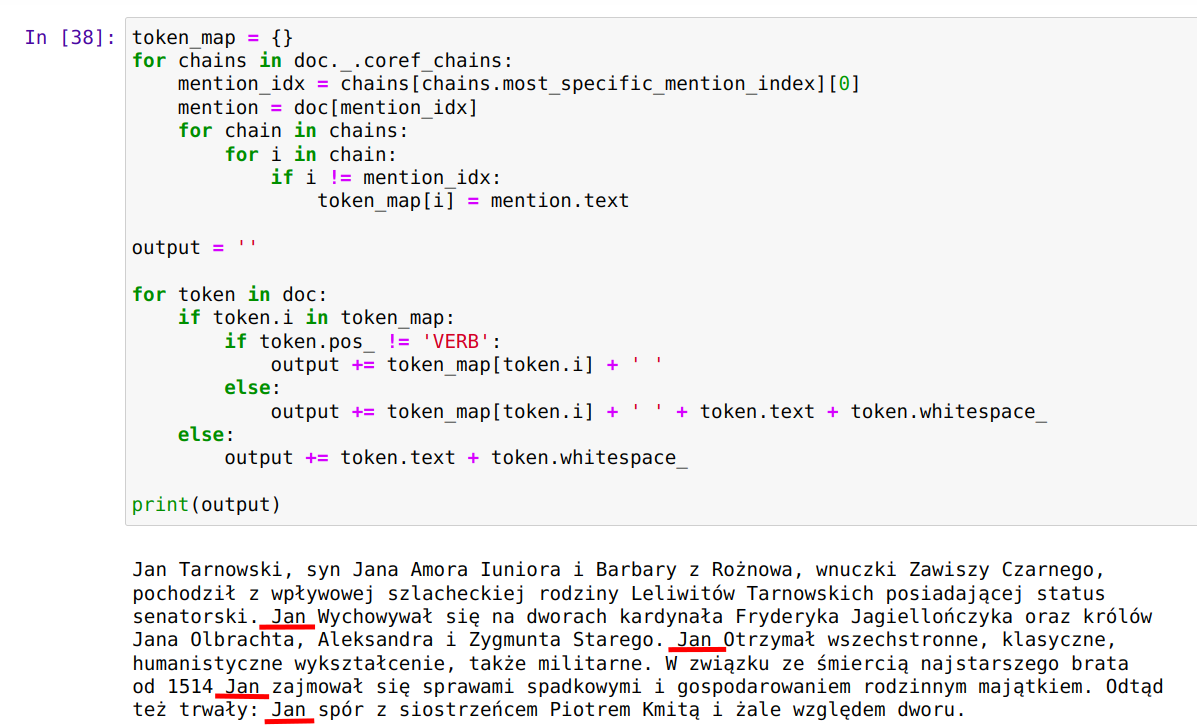 In [38]: token_map = {}
for chains in doc._.coref_chains:
    mention_idx = chains[chains.most_specific_mention_index][0]
    mention = doc[mention_idx]
    for chain in chains:
        for i in chain:
            if i != mention_idx:
                token_map[i] = mention.text

output = ''

for token in doc:
    if token.i in token_map:
        if token.pos_ != 'VERB':
            output += token_map[token.i] + ' '
        else:
            output += token_map[token.i] + ' ' + token.text + token.whitespace_
    else:
        output += token.text + token.whitespace_

print(output)

Jan Tarnowski, syn Jana Amora Iuniora i Barbary z Rożnowa, wnuczki Zawiszy Czarnego,
pochodził z wpływowej szlacheckiej rodziny Leliwitów Tarnowskich posiadającej status
senatorski. Jan Wychowywał się na dworach kardynała Fryderyka Jagiellończyka oraz królów
Jana Olbrachta, Aleksandra i Zygmunta Starego. Jan Otrzymał wszechstronne, klasyczne,
humanistyczne wykształcenie, także militarne. W związku ze śmiercią najstarszego brata
od 1514 Jan zajmował się sprawami spadkowymi i gospodarowaniem rodzinnym majątkiem. Odtąd
też trwały: Jan spór z siostrzeńcem Piotrem Kmitą i żale względem dworu.